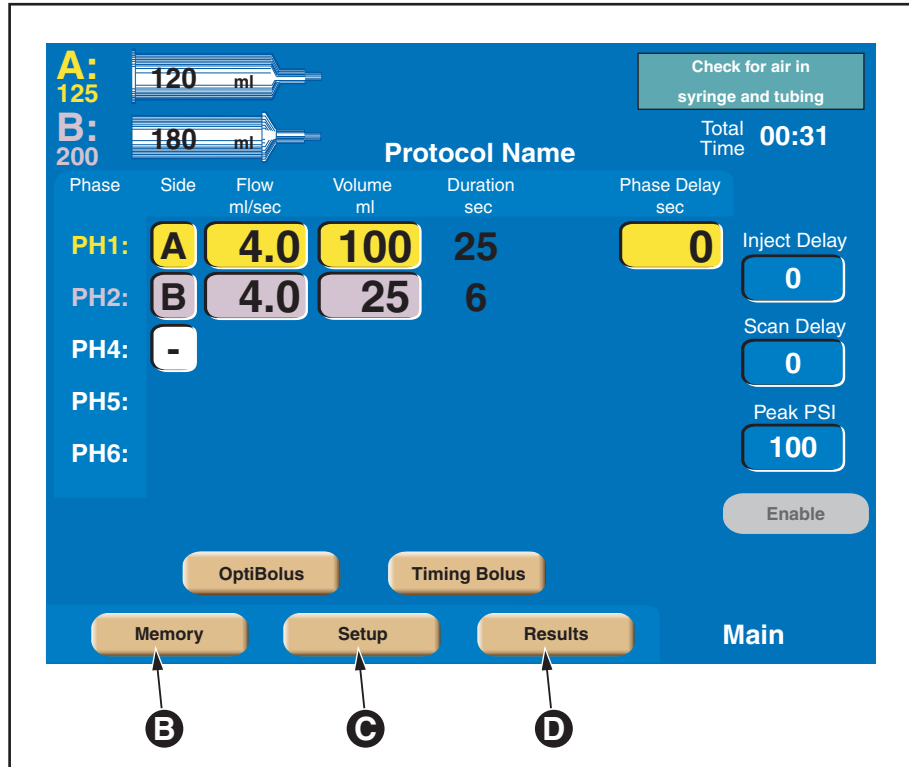 A:
125
120 ml
B:
200
180 ml
Check for air in
syringe and tubing
Total
Time
00:31
Protocol Name
Phase Side Flow Volume Duration Phase Delay
ml/sec ml sec sec
PH1: A 4.0 100 25 0
PH2: B 4.0 25 6
PH4: -
PH5:
PH6:
Inject Delay
0
Scan Delay
0
Peak PSI
100
Enable
OptiBolus Timing Bolus
Memory Setup Results Main
B C D